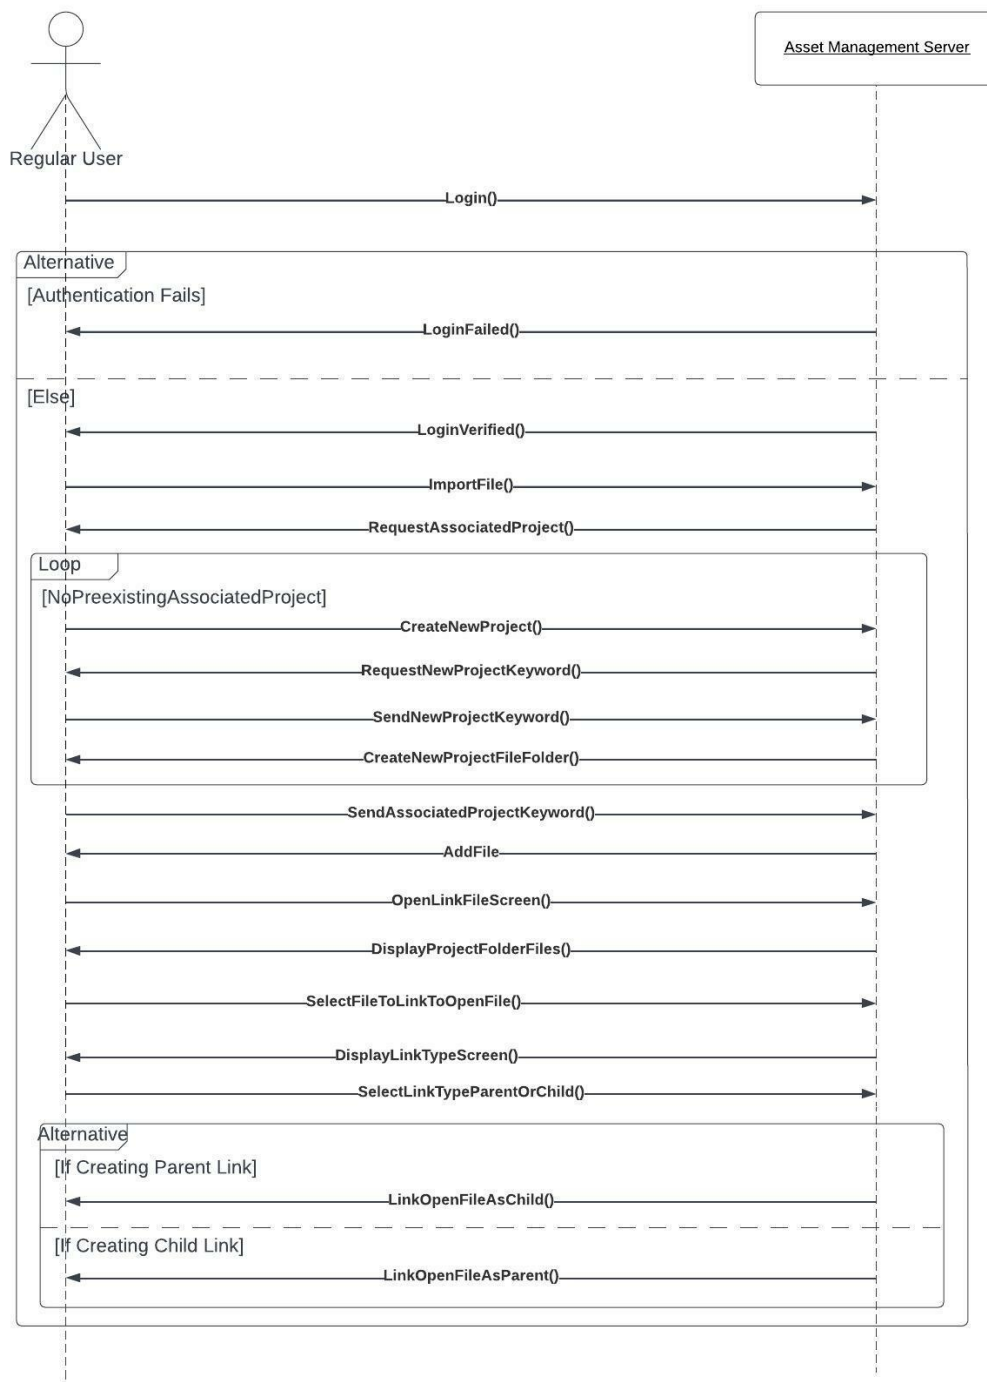 Asset Management Server
Regular User
Login()
Alternative
[Authentication Fails]
LoginFailed()
[Else]
LoginVerified()
ImportFile()
RequestAssociatedProject()
Loop
[NoPreexistingAssociatedProject]
CreateNewProject()
RequestNewProjectKeyword()
SendNewProjectKeyword()
CreateNewProjectFileFolder()
SendAssociatedProjectKeyword()
AddFile
OpenLinkFileScreen()
DisplayProjectFolderFiles()
SelectFileToLinkToOpenFile()
DisplayLinkTypeScreen()
SelectLinkTypeParentOrChild()
Alternative
[If Creating Parent Link]
LinkOpenFileAsChild()
[If Creating Child Link]
LinkOpenFileAsParent()